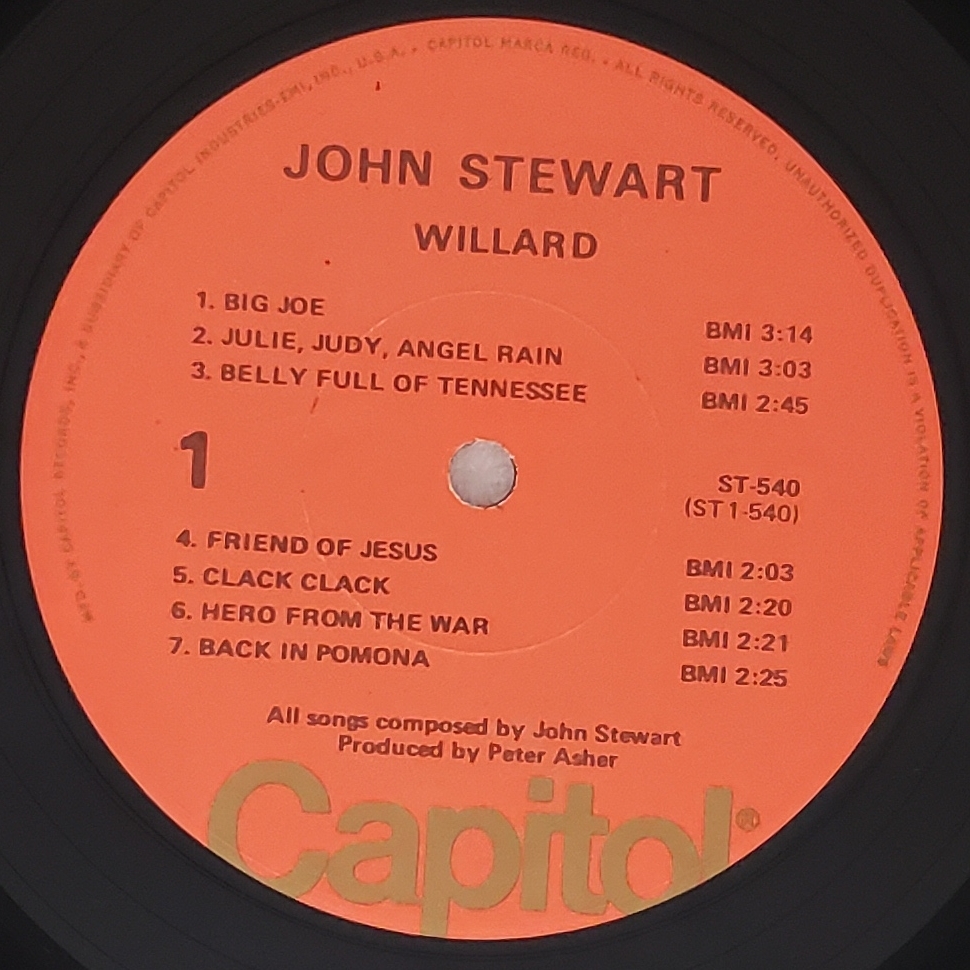 MFD. BY CAPITOL RECORDS, INC., A SUBSIDIARY OF CAPITOL INDUSTRIES-EMI, INC., U.S.A. • CAPITOL MARCA REG. • ALL RIGHTS RESERVED. UNAUTHORIZED DUPLICATION IS A VIOLATION OF APPLICABLE LAWS
JOHN STEWART
WILLARD
1. BIG JOE BMI 3:14
2. JULIE, JUDY, ANGEL RAIN BMI 3:03
3. BELLY FULL OF TENNESSEE BMI 2:45
1
ST-540
(ST1-540)
4. FRIEND OF JESUS BMI 2:03
5. CLACK CLACK BMI 2:20
6. HERO FROM THE WAR BMI 2:21
7. BACK IN POMONA BMI 2:25
All songs composed by John Stewart
Produced by Peter Asher
Capitol®